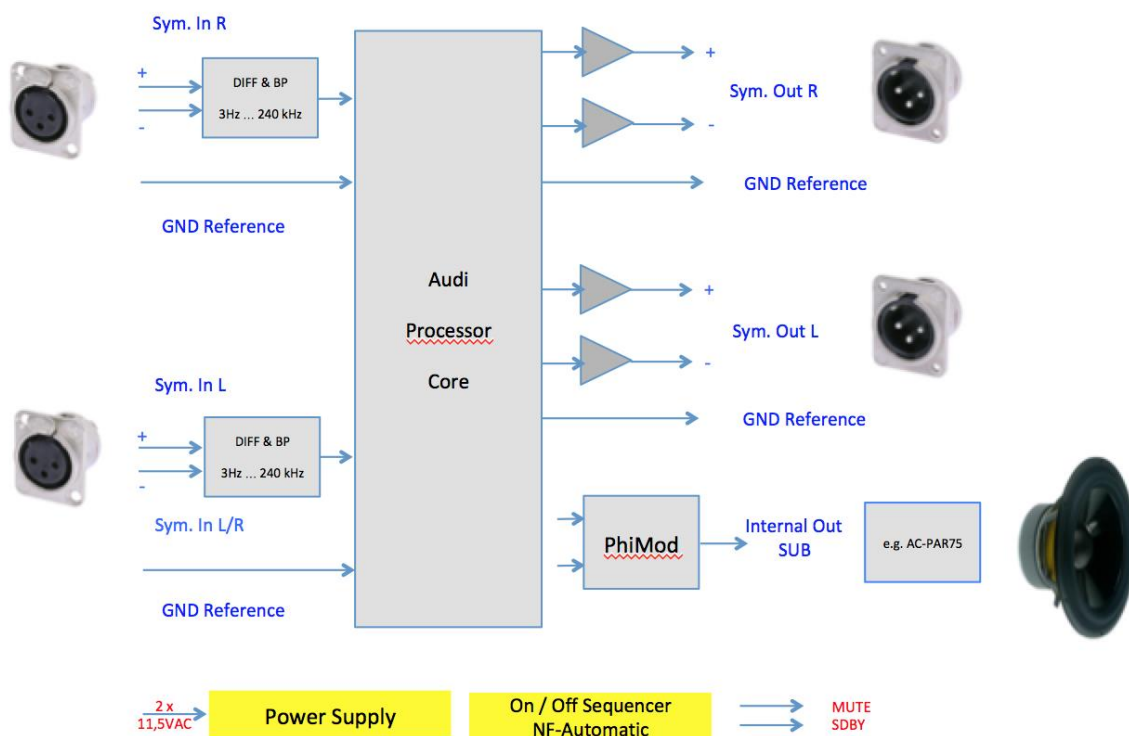 Sym. In R
+
-
DIFF & BP
3Hz ... 240 kHz
GND Reference
Sym. In L
+
-
DIFF & BP
3Hz ... 240 kHz
Sym. In L/R
GND Reference
Audi
Processor
Core
+
Sym. Out R
-
GND Reference
+
Sym. Out L
-
GND Reference
PhiMod
Internal Out
SUB
e.g. AC-PAR75
2 x
11,5VAC
Power Supply
On / Off Sequencer
NF-Automatic
MUTE
SDBY